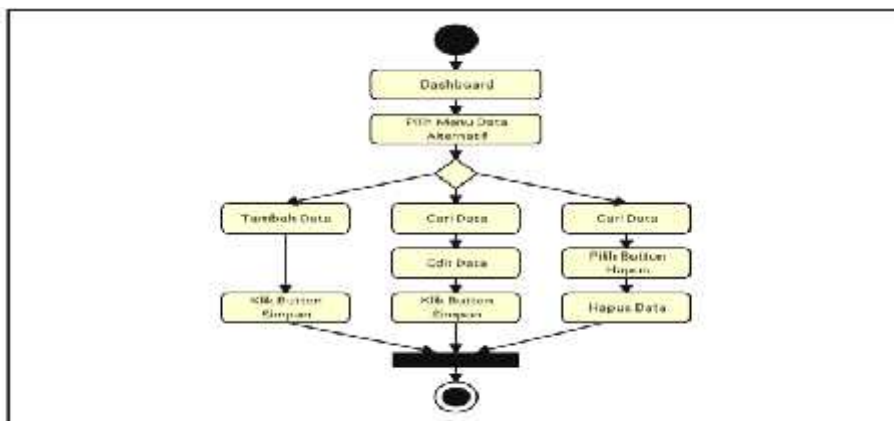 Dashboard
Pilih Menu Data
Alternatif
Tambah Data
Cari Data
Cari Data
Edit Data
Pilih Button
Hapus
Klik Button
Simpan
Klik Button
Simpan
Hapus Data